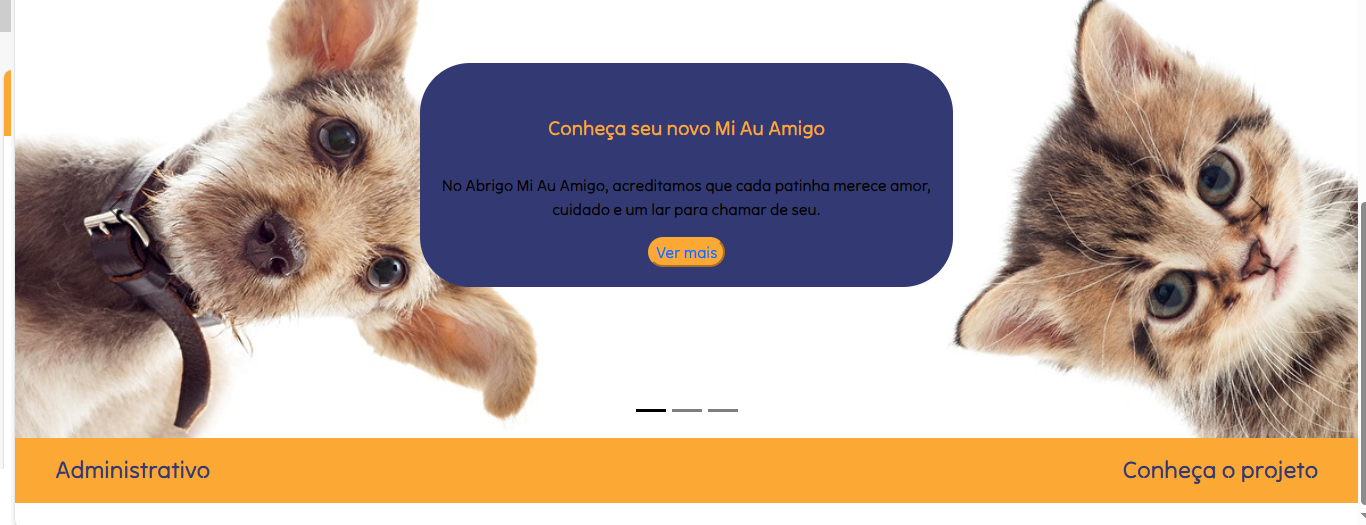 Conheça seu novo Mi Au Amigo
No Abrigo Mi Au Amigo, acreditamos que cada patinha merece amor,
cuidado e um lar para chamar de seu.
Ver mais
Administrativo
Conheça o projeto